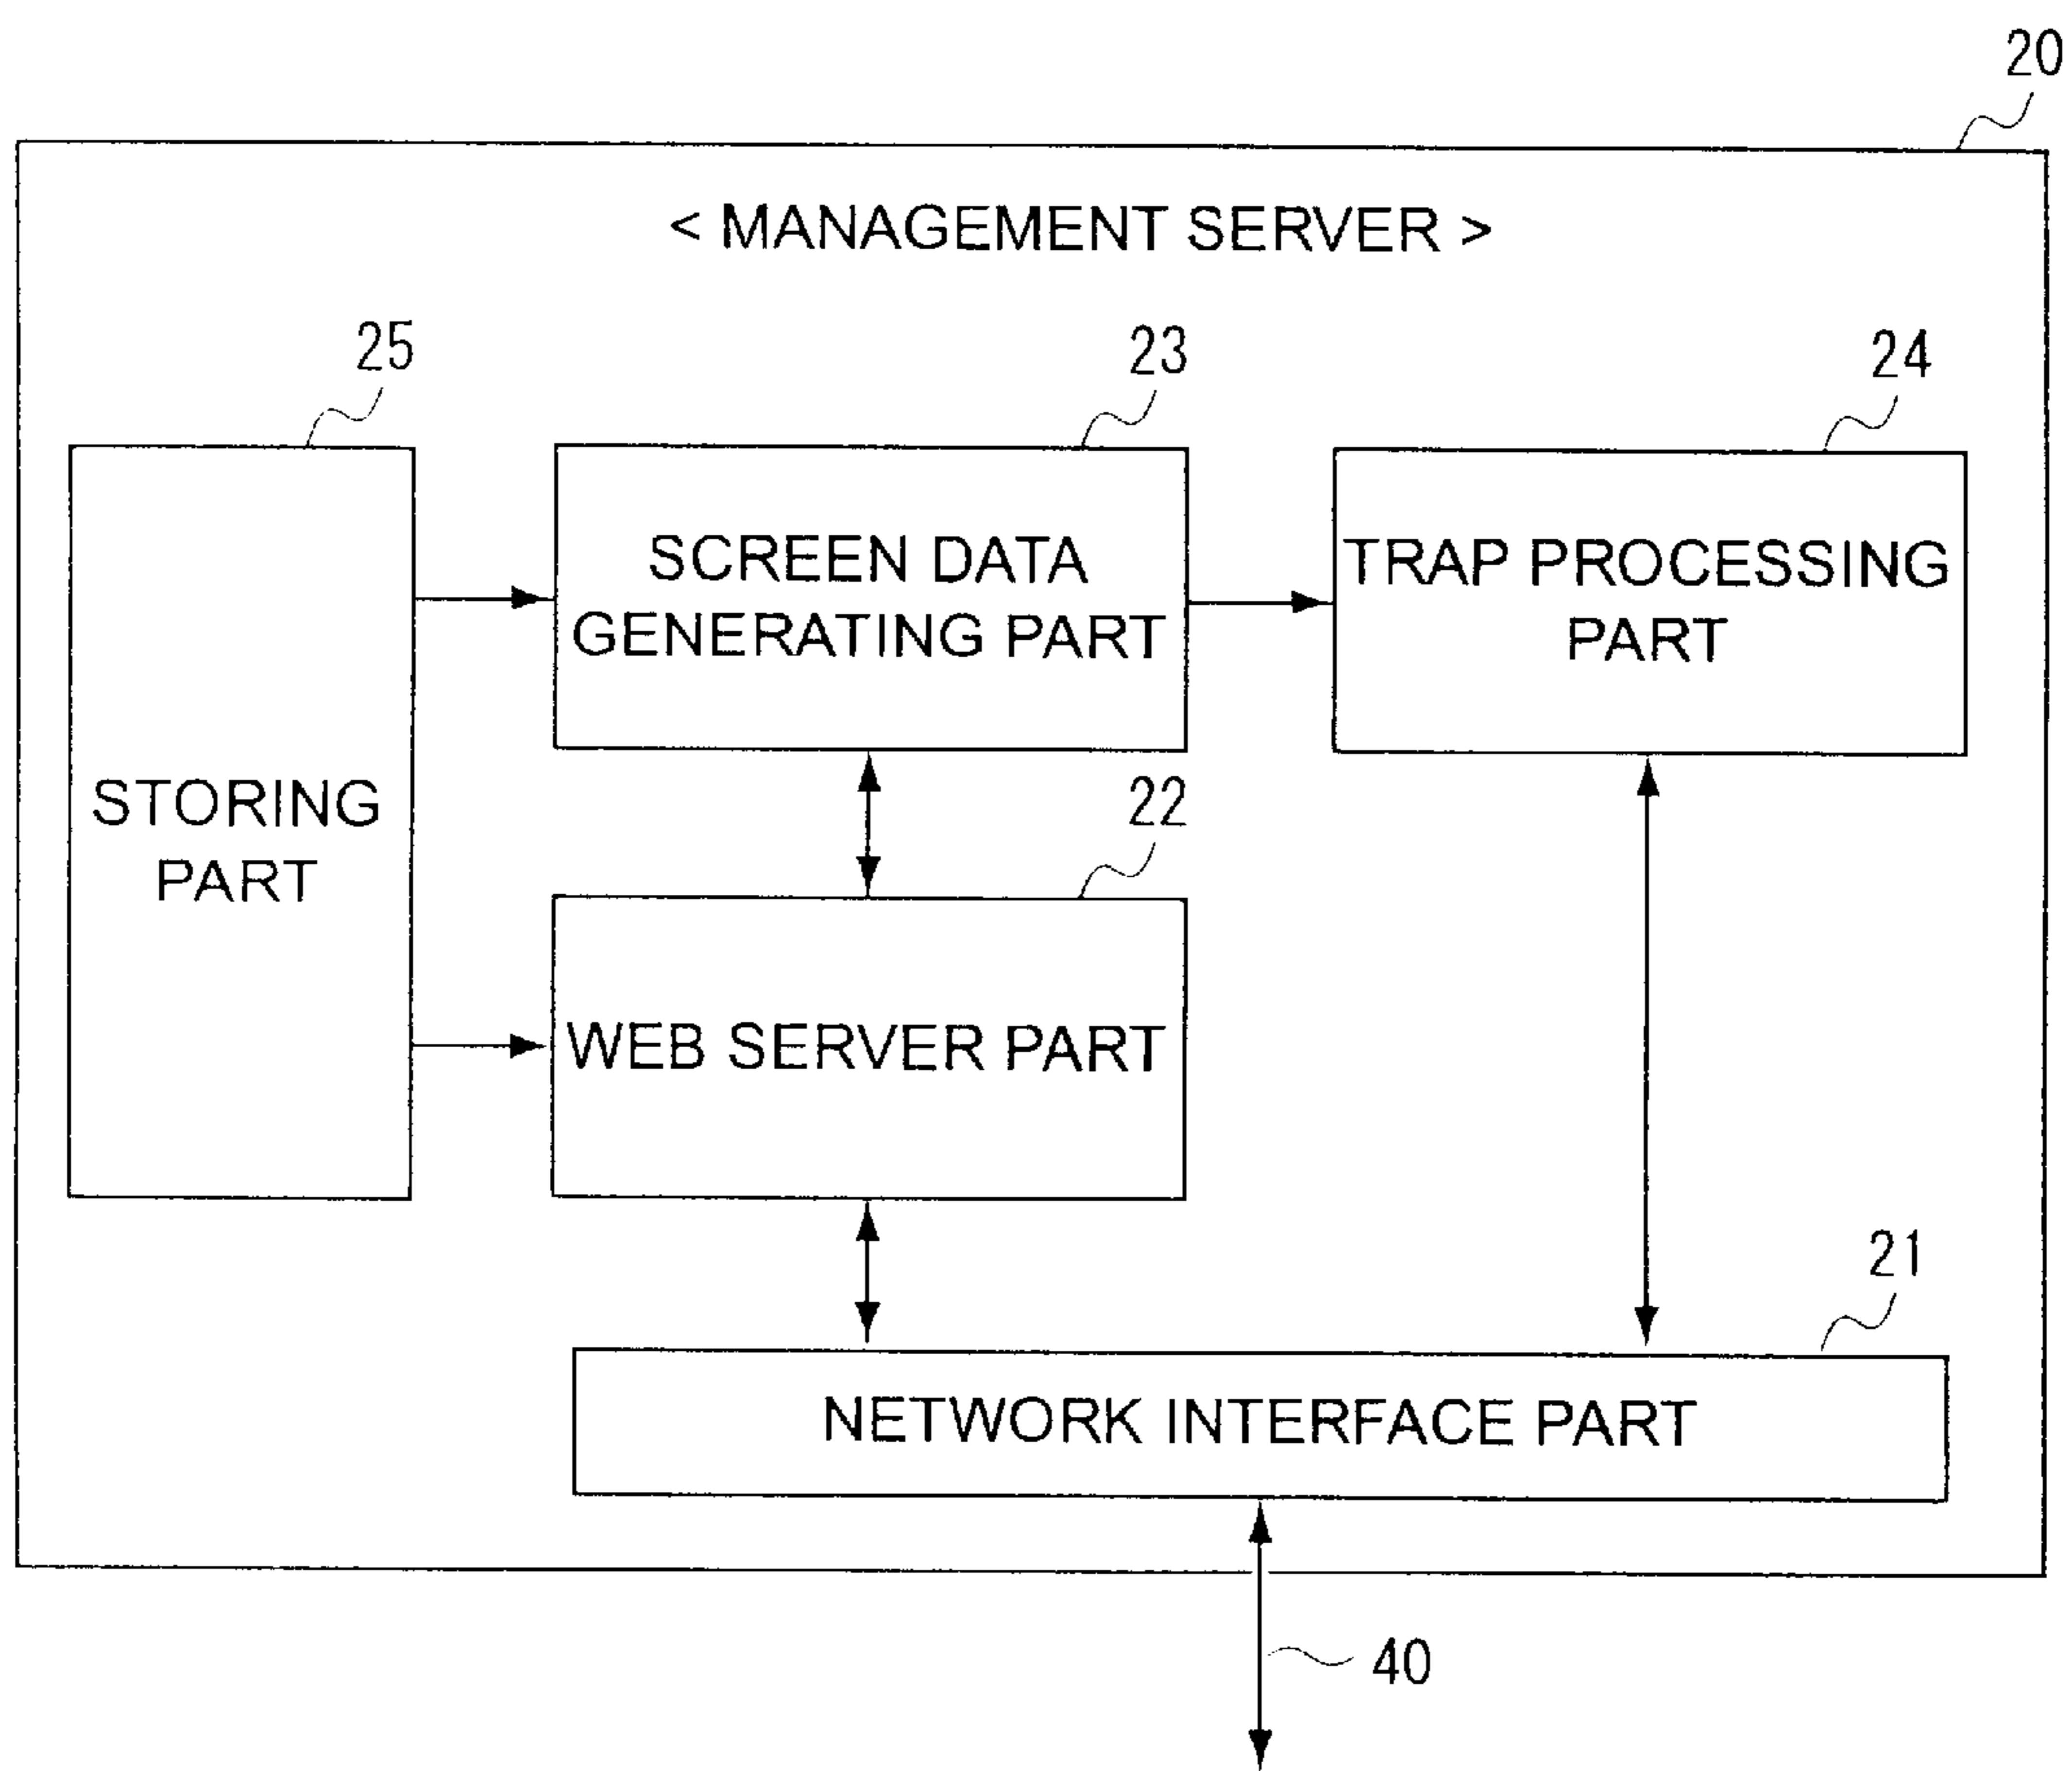 20
< MANAGEMENT SERVER >
25
23
24
SCREEN DATA
GENERATING PART
TRAP PROCESSING
PART
STORING
PART
22
WEB SERVER PART
21
NETWORK INTERFACE PART
40